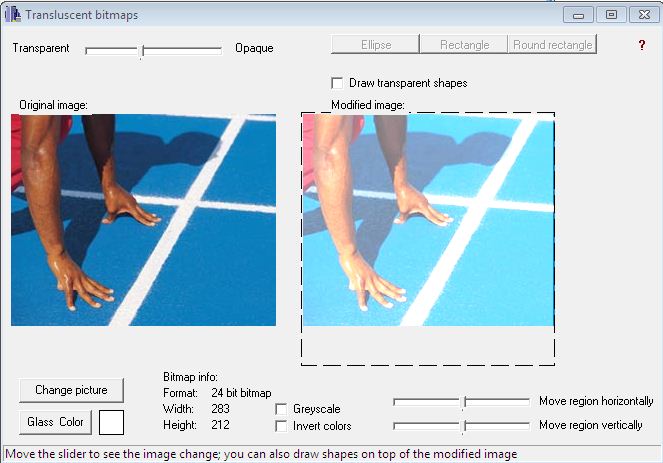 Transluscent bitmaps
Transparent Opaque Ellipse Rectangle Round rectangle ?
Draw transparent shapes
Original image: Modified image:
Change picture
Glass Color
Bitmap info:
Format: 24 bit bitmap
Width: 283
Height: 212
Greyscale
Invert colors
Move region horizontally
Move region vertically
Move the slider to see the image change; you can also draw shapes on top of the modified image